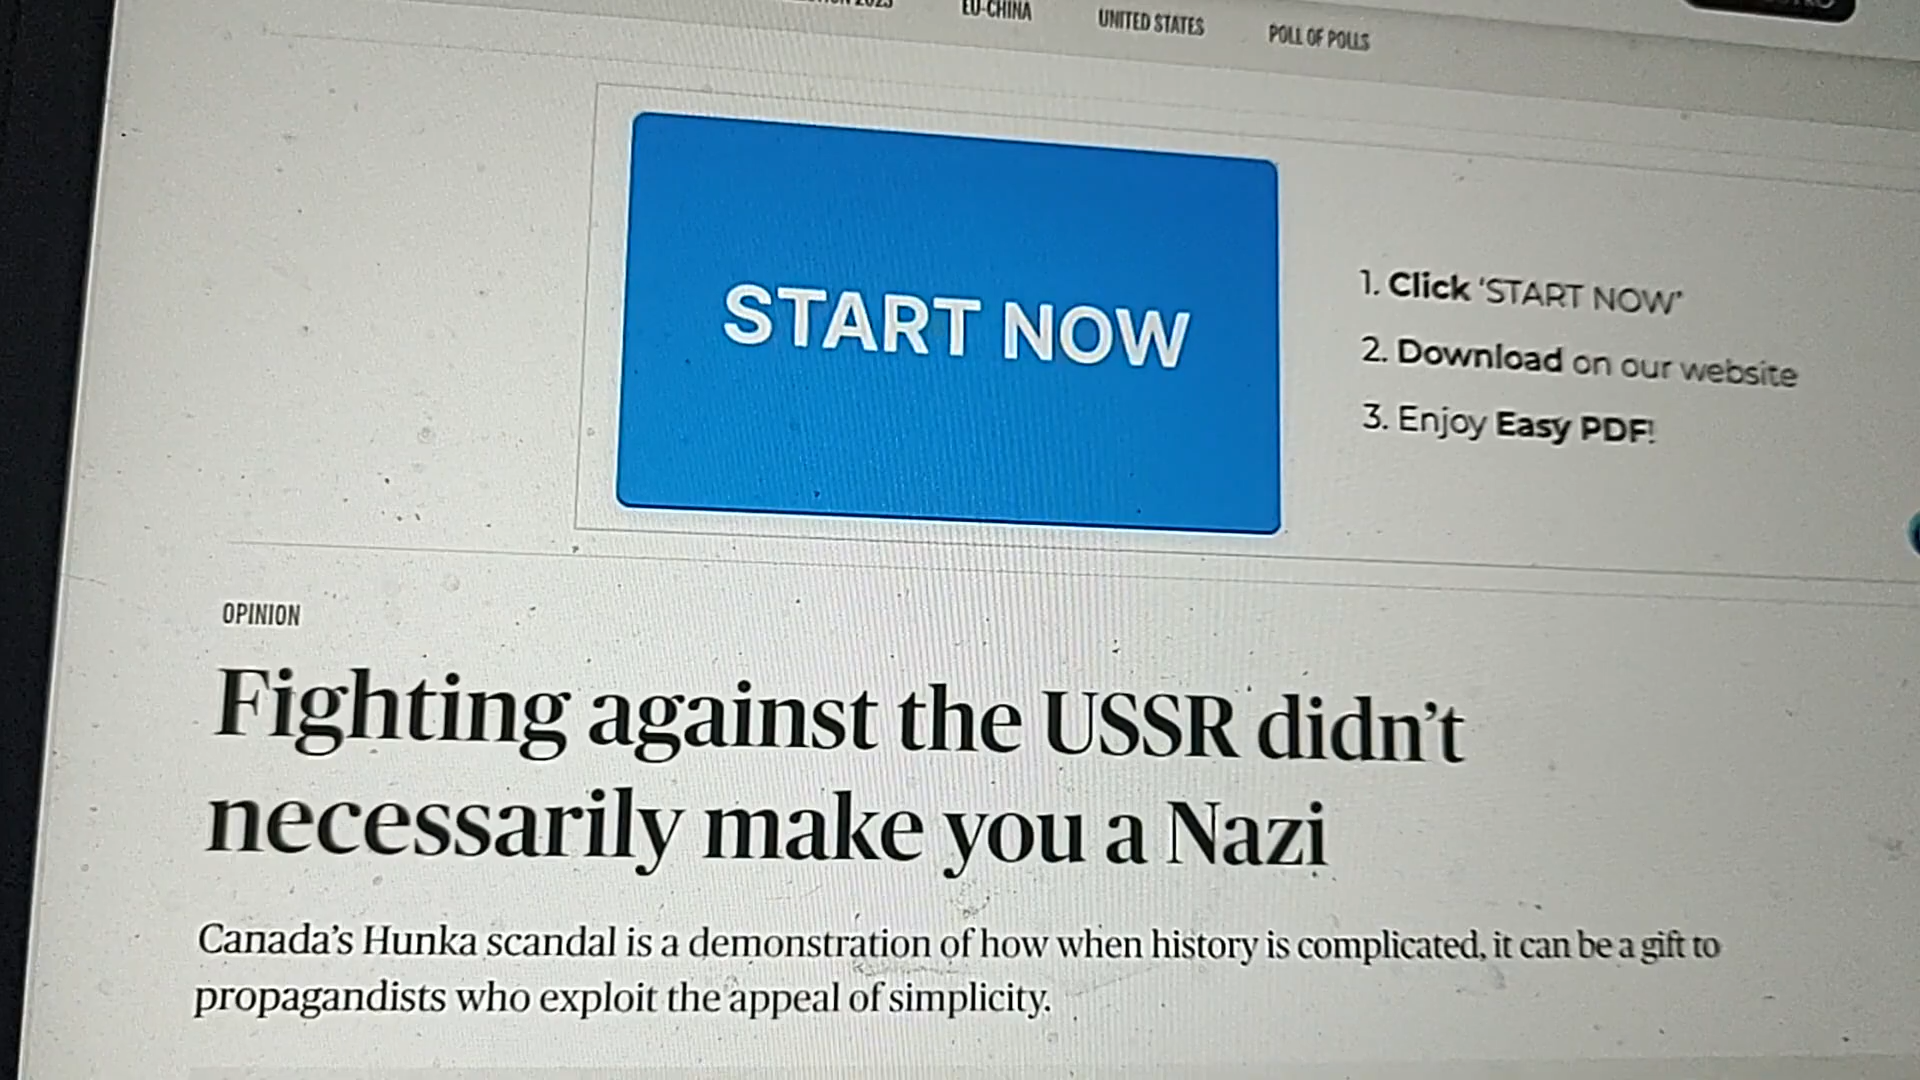 2023
EU-CHINA
UNITED STATES
POLL OF POLLS
START NOW
1. Click 'START NOW'
2. Download on our website
3. Enjoy Easy PDF!
OPINION
Fighting against the USSR didn't
necessarily make you a Nazi
Canada's Hunka scandal is a demonstration of how when history is complicated, it can be a gift to
propagandists who exploit the appeal of simplicity.